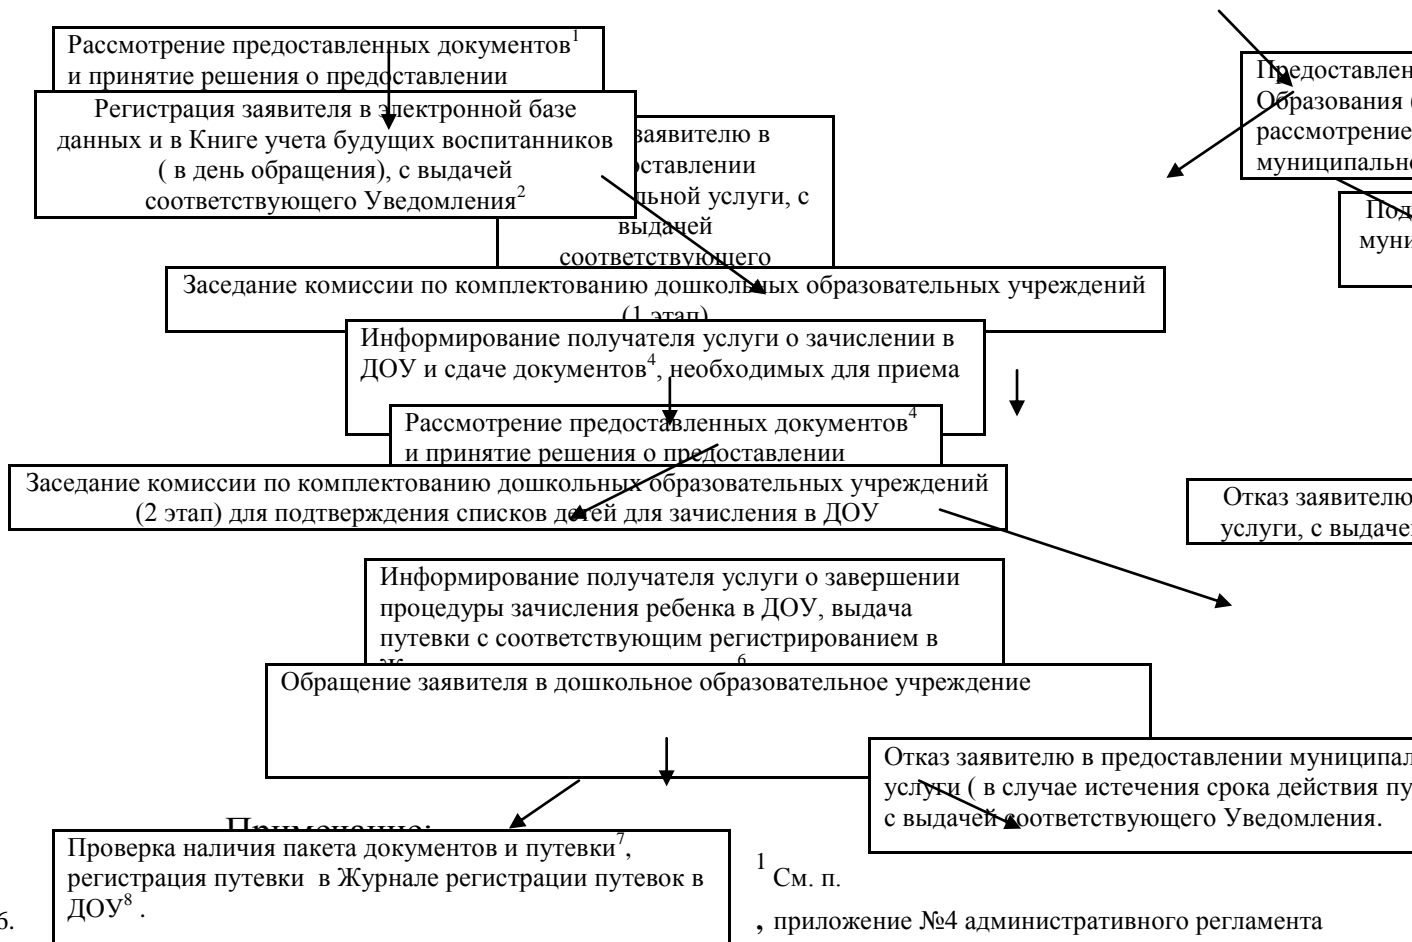 Рассмотрение предоставленных документов1
и принятие решения о предоставлении
Регистрация заявителя в электронной базе
данных и в Книге учета будущих воспитанников
( в день обращения), с выдачей
соответствующего Уведомления2
заявителю в
услуги, с
выдачей
соответствующего
Предоставлен
Образования (
рассмотрение
муниципально
Под
муни
Заседание комиссии по комплектованию дошкольных образовательных учреждений
(1 этап)
Информирование получателя услуги о зачислении в
ДОУ и сдаче документов4, необходимых для приема
Рассмотрение предоставленных документов4
и принятие решения о предоставлении
Заседание комиссии по комплектованию дошкольных образовательных учреждений
(2 этап) для подтверждения списков детей для зачисления в ДОУ
Отказ заявителю
услуги, с выдаче
Информирование получателя услуги о завершении
процедуры зачисления ребенка в ДОУ, выдача
путевки с соответствующим регистрированием в
6
Обращение заявителя в дошкольное образовательное учреждение
Отказ заявителю в предоставлении муниципал
услуги ( в случае истечения срока действия пу
с выдачей соответствующего Уведомления.
Примечание:
Проверка наличия пакета документов и путевки7,
регистрация путевки в Журнале регистрации путевок в
ДОУ8 .
1 См. п.
б.
, приложение №4 административного регламента